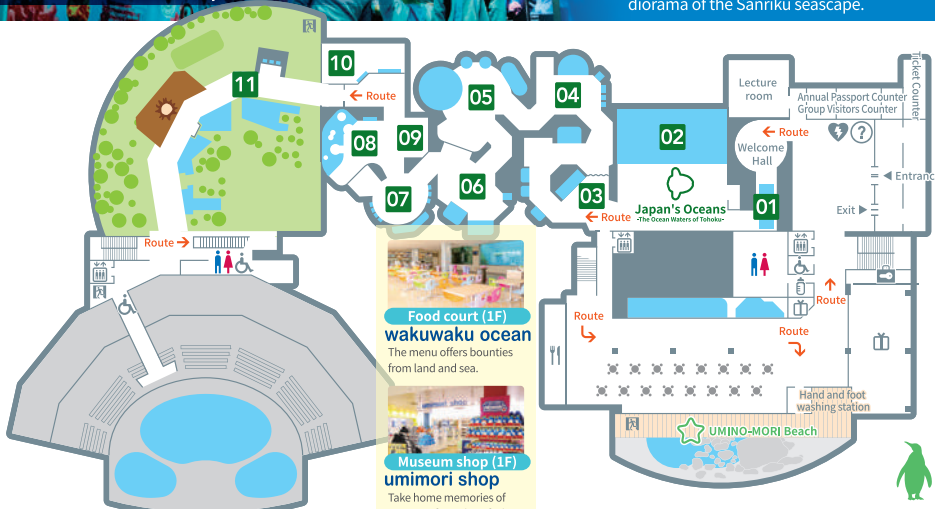 diorama of the Sanriku seascape.
10
11
← Route
05
04
08
09
07
06
03
02
Lecture
room
Ticket Counter
Annual Passport Counter
Group Visitors Counter
← Route
?
Welcome
Hall
01
Entranc
Exit
Japan's Oceans
-The Ocean Waters of Tohoku-
← Route
Route →
Route
Route
Route
Food court (1F)
wakuwaku ocean
The menu offers bounties
from land and sea.
Museum shop (1F)
umimori shop
Take home memories of
Hand and foot
washing station
UMINO-MORI Beach